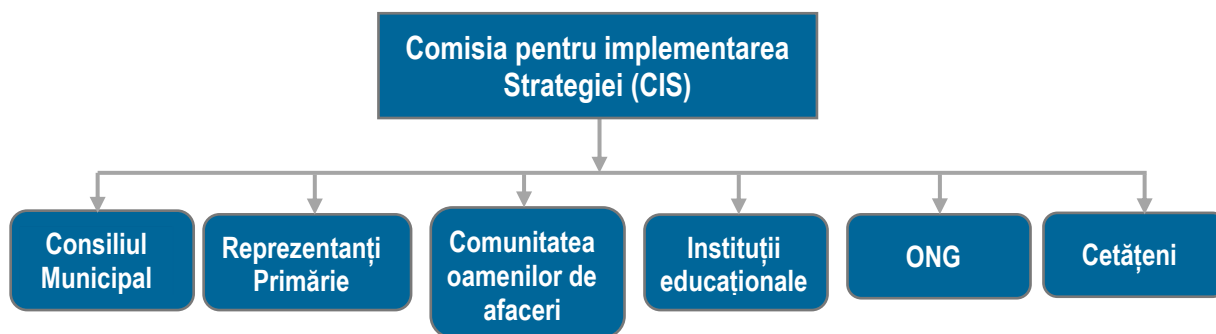 Comisia pentru implementarea
Strategiei (CIS)
Consiliul
Municipal
Reprezentanți
Primărie
Comunitatea
oamenilor de
afaceri
Instituții
educaționale
ONG
Cetățeni